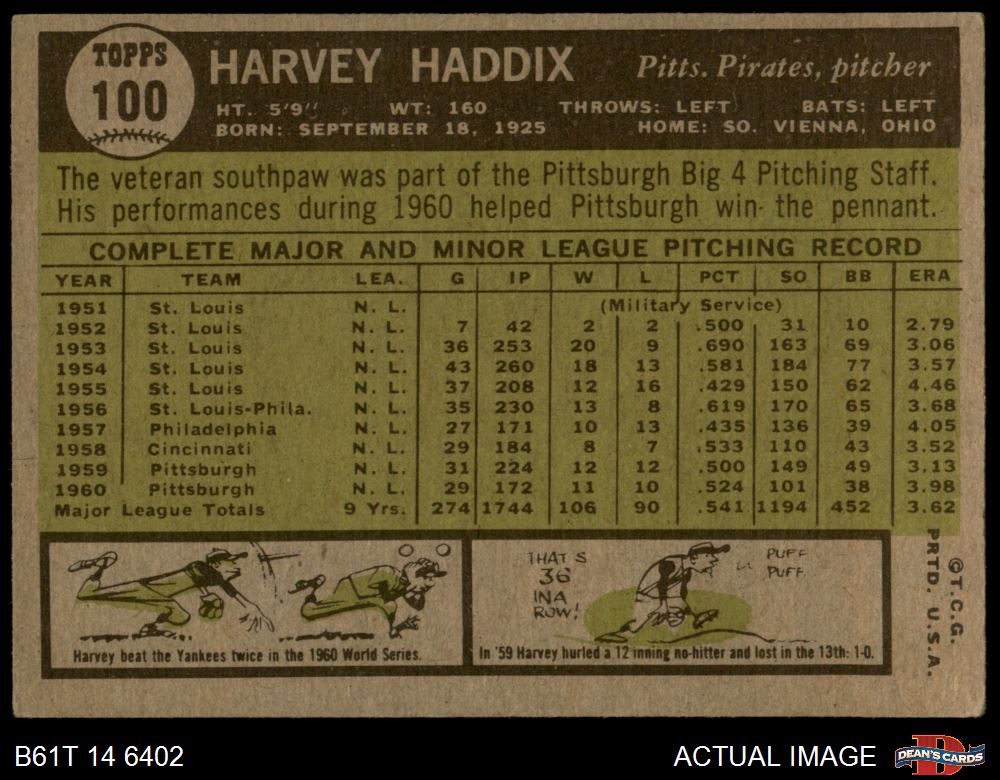 TOPPS
100
HARVEY HADDIX Pitts. Pirates, pitcher
HT. 5'9" WT: 160 THROWS: LEFT BATS: LEFT
BORN: SEPTEMBER 18, 1925 HOME: SO. VIENNA, OHIO
The veteran southpaw was part of the Pittsburgh Big 4 Pitching Staff.
His performances during 1960 helped Pittsburgh win the pennant.
COMPLETE MAJOR AND MINOR LEAGUE PITCHING RECORD
YEAR TEAM LEA. G IP W L PCT SO BB ERA
1951 St. Louis N. L. (Military Service)
1952 St. Louis N. L. 7 42 2 2 .500 31 10 2.79
1953 St. Louis N. L. 36 253 20 9 .690 163 69 3.06
1954 St. Louis N. L. 43 260 18 13 .581 184 77 3.57
1955 St. Louis N. L. 37 208 12 16 .429 150 62 4.46
1956 St. Louis-Phila. N. L. 35 230 13 8 .619 170 65 3.68
1957 Philadelphia N. L. 27 171 10 13 .435 136 39 4.05
1958 Cincinnati N. L. 29 184 8 7 .533 110 43 3.52
1959 Pittsburgh N. L. 31 224 12 12 .500 149 49 3.13
1960 Pittsburgh N. L. 29 172 11 10 .524 101 38 3.98
Major League Totals 9 Yrs. 274 1744 106 90 .541 1194 452 3.62
THAT S
36
IN A
ROW!
PUFF
PUFF
Harvey beat the Yankees twice in the 1960 World Series.
In '59 Harvey hurled a 12 inning no-hitter and lost in the 13th: 1-0.
©T.C.G.
PRTD. U.S.A.
B61T 14 6402
ACTUAL IMAGE
D
DEAN'S CARDS